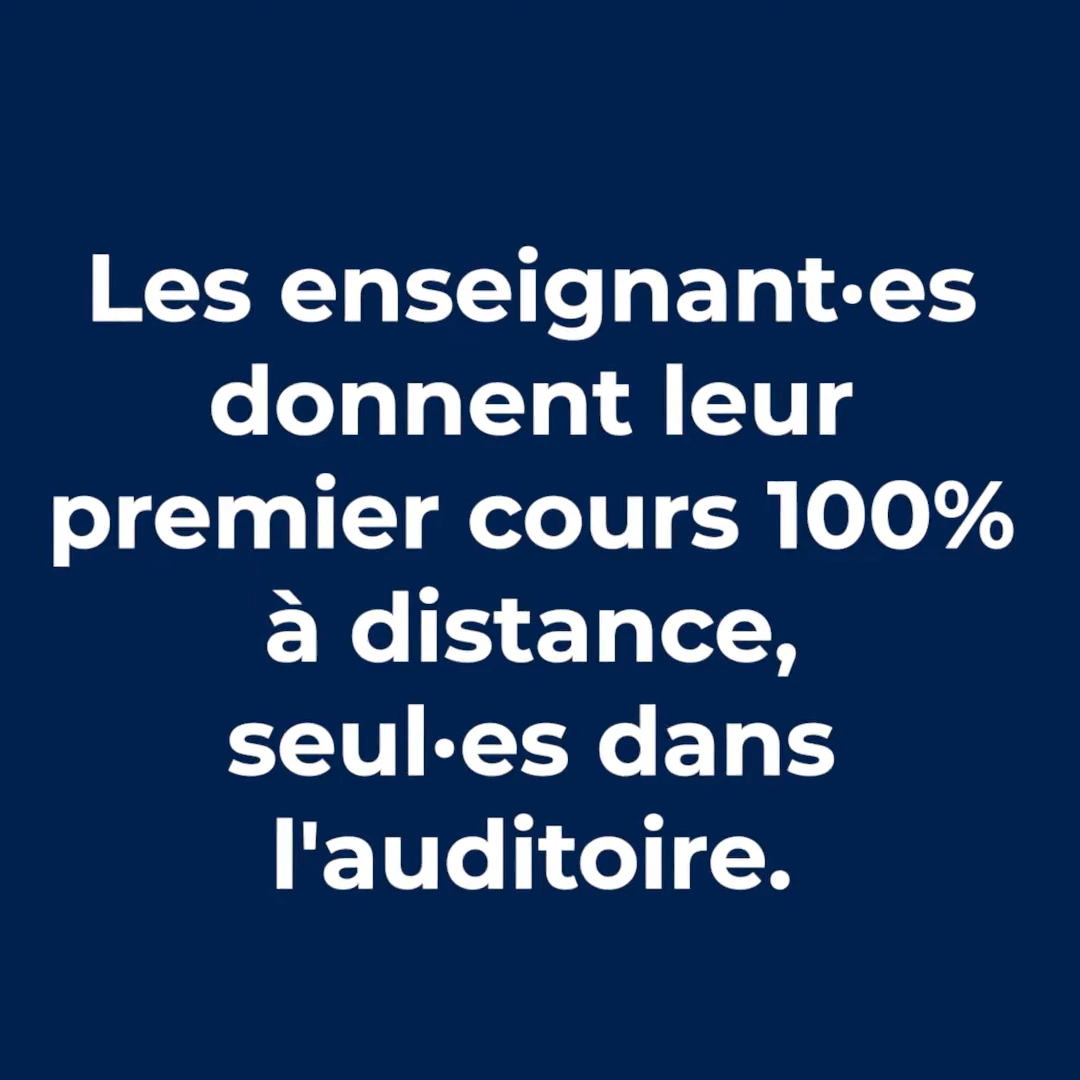 Les enseignant·es
donnent leur
premier cours 100%
à distance,
seul·es dans
l'auditoire.